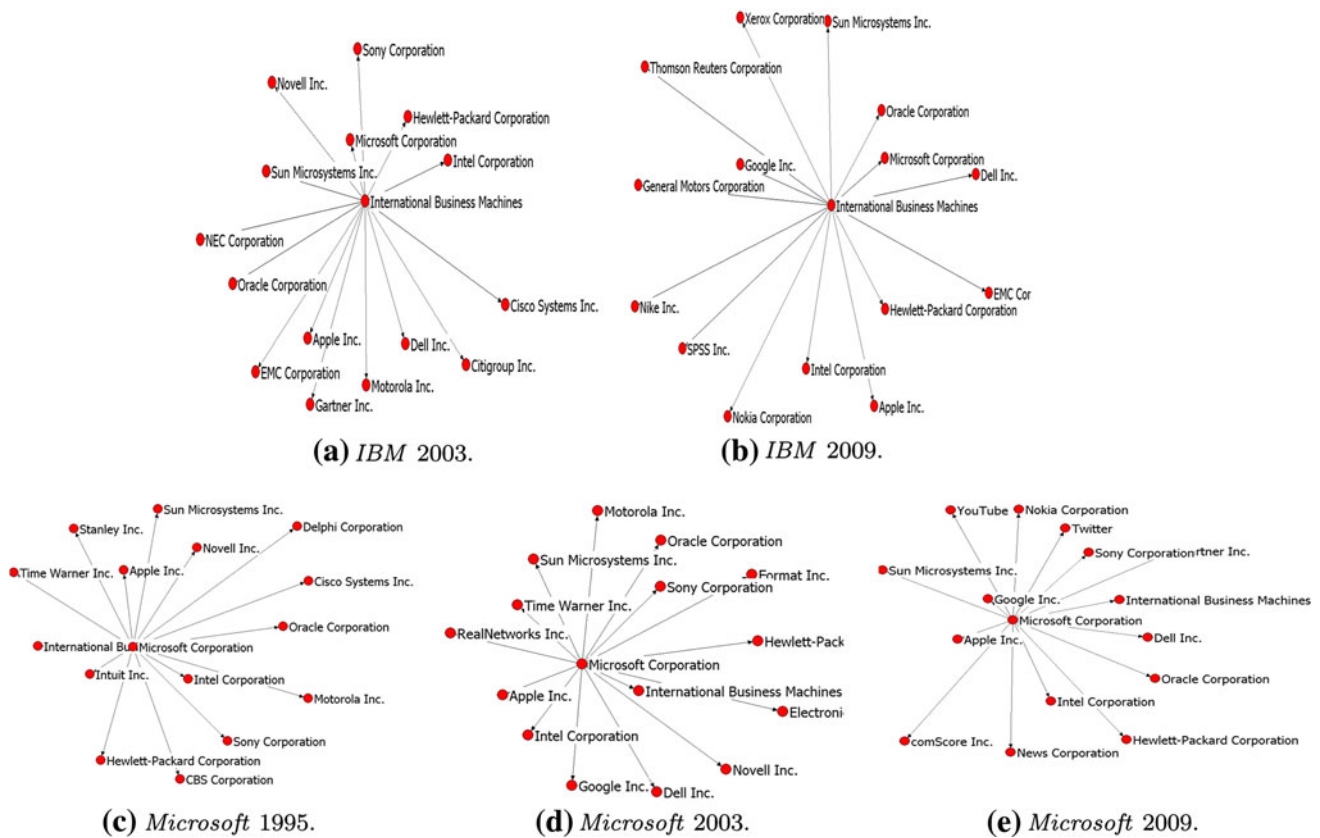 Sony Corporation
Novell Inc.
Hewlett-Packard Corporation
Microsoft Corporation
Intel Corporation
Sun Microsystems Inc.
International Business Machines
NEC Corporation
Oracle Corporation
Cisco Systems Inc.
Apple Inc.
Dell Inc.
Citigroup Inc.
EMC Corporation
Motorola Inc.
Gartner Inc.
(a) IBM 2003.
Xerox Corporation
Sun Microsystems Inc.
Thomson Reuters Corporation
Oracle Corporation
Google Inc.
Microsoft Corporation
Dell Inc.
General Motors Corporation
International Business Machines
EMC Cor
Nike Inc.
Hewlett-Packard Corporation
SPSS Inc.
Intel Corporation
Nokia Corporation
Apple Inc.
(b) IBM 2009.
Sun Microsystems Inc.
Stanley Inc.
Delphi Corporation
Novell Inc.
Time Warner Inc.
Apple Inc.
Cisco Systems Inc.
Oracle Corporation
International Bu
Microsoft Corporation
Intuit Inc.
Intel Corporation
Motorola Inc.
Sony Corporation
Hewlett-Packard Corporation
CBS Corporation
(c) Microsoft 1995.
Motorola Inc.
Oracle Corporation
Sun Microsystems Inc.
Format Inc.
Sony Corporation
Time Warner Inc.
RealNetworks Inc.
Hewlett-Pack
Microsoft Corporation
Apple Inc.
International Business Machines
Electroni
Intel Corporation
Novell Inc.
Google Inc.
Dell Inc.
(d) Microsoft 2003.
YouTube
Nokia Corporation
Twitter
Sony Corporation
rtner Inc.
Sun Microsystems Inc.
Google Inc.
International Business Machines
Microsoft Corporation
Apple Inc.
Dell Inc.
Oracle Corporation
Intel Corporation
comScore Inc.
News Corporation
Hewlett-Packard Corporation
(e) Microsoft 2009.